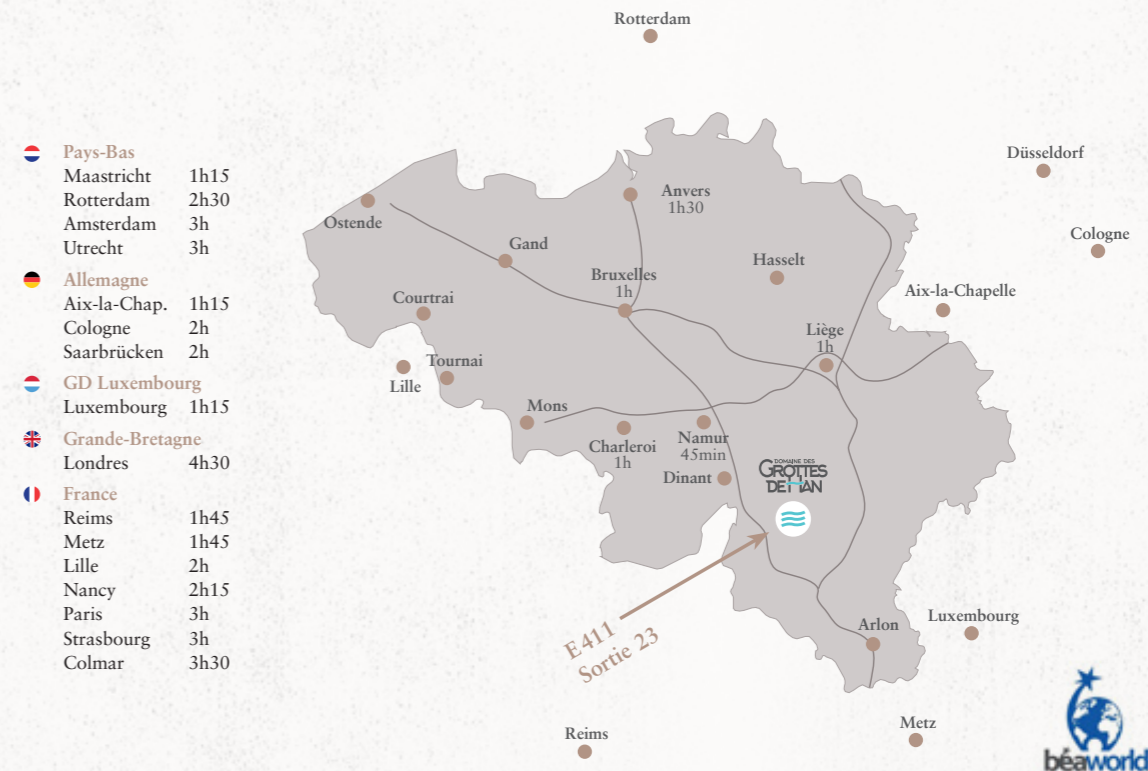 Pays-Bas
Maastricht 1h15
Rotterdam 2h30
Amsterdam 3h
Utrecht 3h
Allemagne
Aix-la-Chap. 1h15
Cologne 2h
Saarbrücken 2h
GD Luxembourg
Luxembourg 1h15
Grande-Bretagne
Londres 4h30
France
Reims 1h45
Metz 1h45
Lille 2h
Nancy 2h15
Paris 3h
Strasbourg 3h
Colmar 3h30
Rotterdam
Düsseldorf
Anvers
1h30
Ostende
Cologne
Gand
Hasselt
Bruxelles
1h
Aix-la-Chapelle
Courtrai
Liège
1h
Tournai
Lille
Mons
Charleroi
1h
Namur
45min
Dinant
DOMAINE DES
GROTTES
DE HAN
E411
Sortie 23
Arlon
Luxembourg
Reims
Metz
béaworld